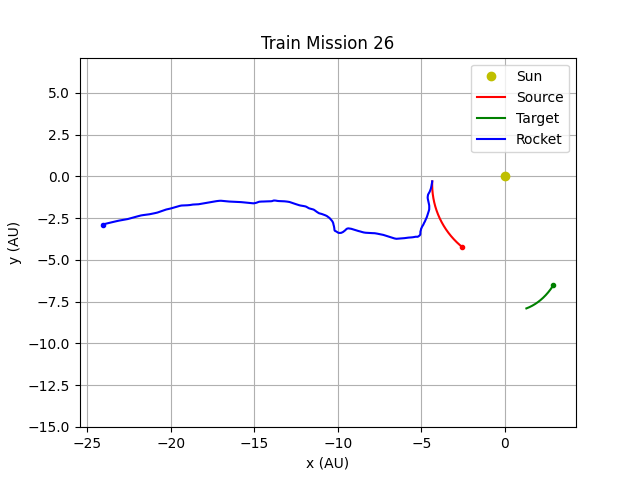 Train Mission 26
Sun
Source
Target
Rocket
5.0
2.5
0.0
−2.5
−5.0
−7.5
−10.0
−12.5
−15.0
y (AU)
−25
−20
−15
−10
−5
0
x (AU)